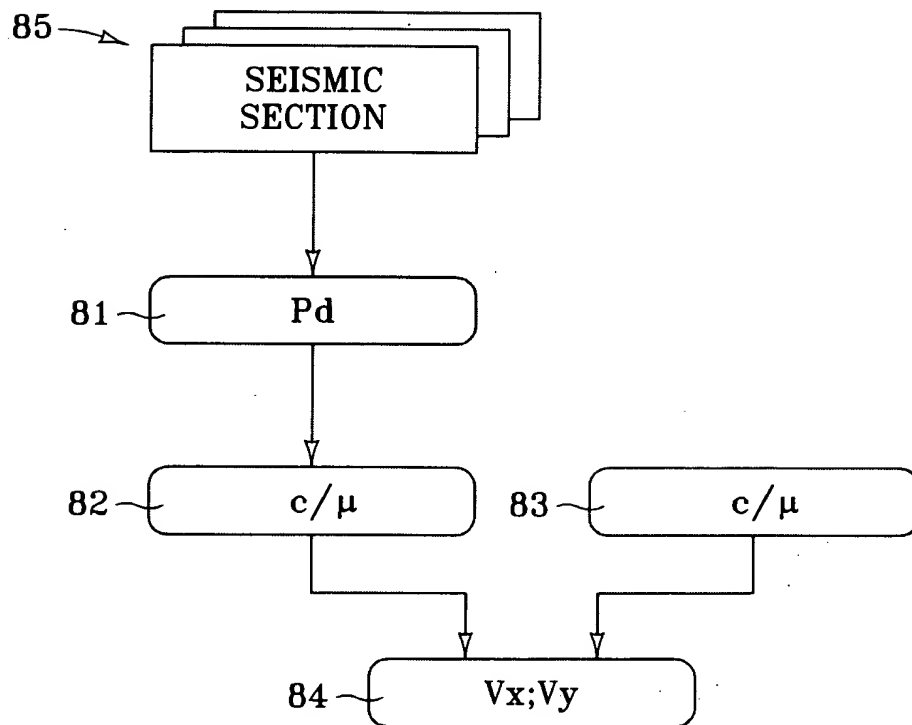 85
SEISMIC
SECTION
81
Pd
82
c/μ
83
c/μ
84
Vx;Vy